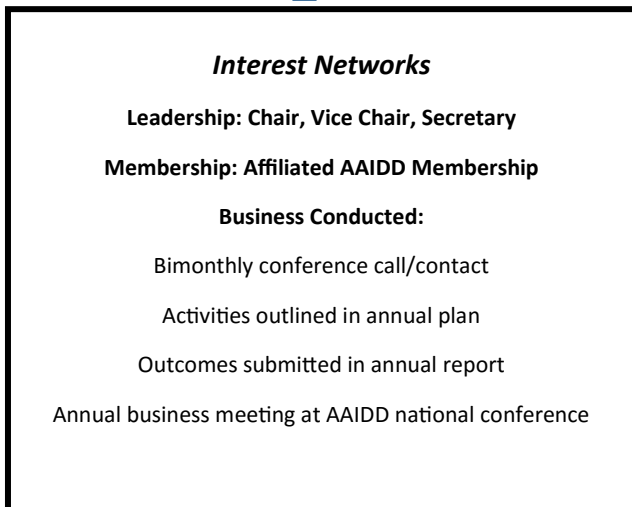 Interest Networks
Leadership: Chair, Vice Chair, Secretary
Membership: Affiliated AAIDD Membership
Business Conducted:
Bimonthly conference call/contact
Activities outlined in annual plan
Outcomes submitted in annual report
Annual business meeting at AAIDD national conference